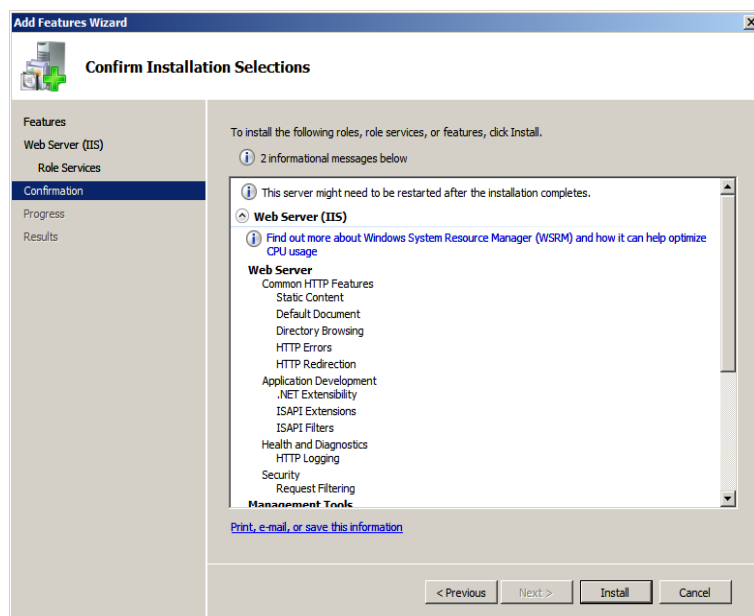 Add Features Wizard
Confirm Installation Selections
Features
Web Server (IIS)
Role Services
Confirmation
Progress
Results
To install the following roles, role services, or features, click Install.
2 informational messages below
This server might need to be restarted after the installation completes.
Web Server (IIS)
Find out more about Windows System Resource Manager (WSRM) and how it can help optimize
CPU usage
Web Server
Common HTTP Features
Static Content
Default Document
Directory Browsing
HTTP Errors
HTTP Redirection
Application Development
.NET Extensibility
ISAPI Extensions
ISAPI Filters
Health and Diagnostics
HTTP Logging
Security
Request Filtering
Management Tools
Print, e-mail, or save this information
< Previous
Next >
Install
Cancel